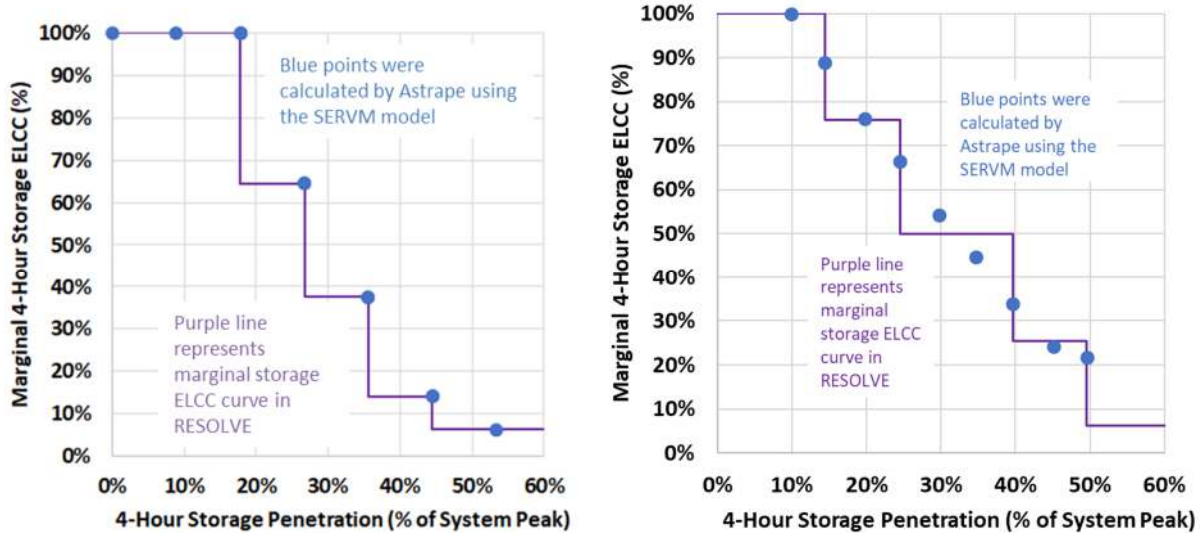 100%
90%
80%
70%
60%
50%
40%
30%
20%
10%
0%
Marginal 4-Hour Storage ELCC (%)
Blue points were
calculated by Astrape using
the SERVM model
Purple line
represents
marginal storage
ELCC curve in
RESOLVE
0% 10% 20% 30% 40% 50% 60%
4-Hour Storage Penetration (% of System Peak)
100%
90%
80%
70%
60%
50%
40%
30%
20%
10%
0%
Marginal 4-Hour Storage ELCC (%)
Blue points were
calculated by
Astrape using the
SERVM model
Purple line
represents
marginal
storage ELCC
curve in
RESOLVE
0% 10% 20% 30% 40% 50% 60%
4-Hour Storage Penetration (% of System Peak)